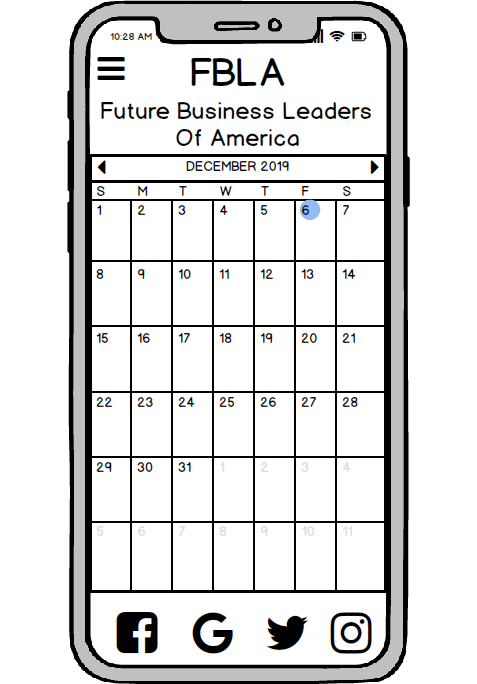 10:28 AM
FBLA
Future Business Leaders
Of America
DECEMBER 2019
S M T W T F S
1 2 3 4 5 6 7
8 9 10 11 12 13 14
15 16 17 18 19 20 21
22 23 24 25 26 27 28
29 30 31 1 2 3 4
5 6 7 8 9 10 11